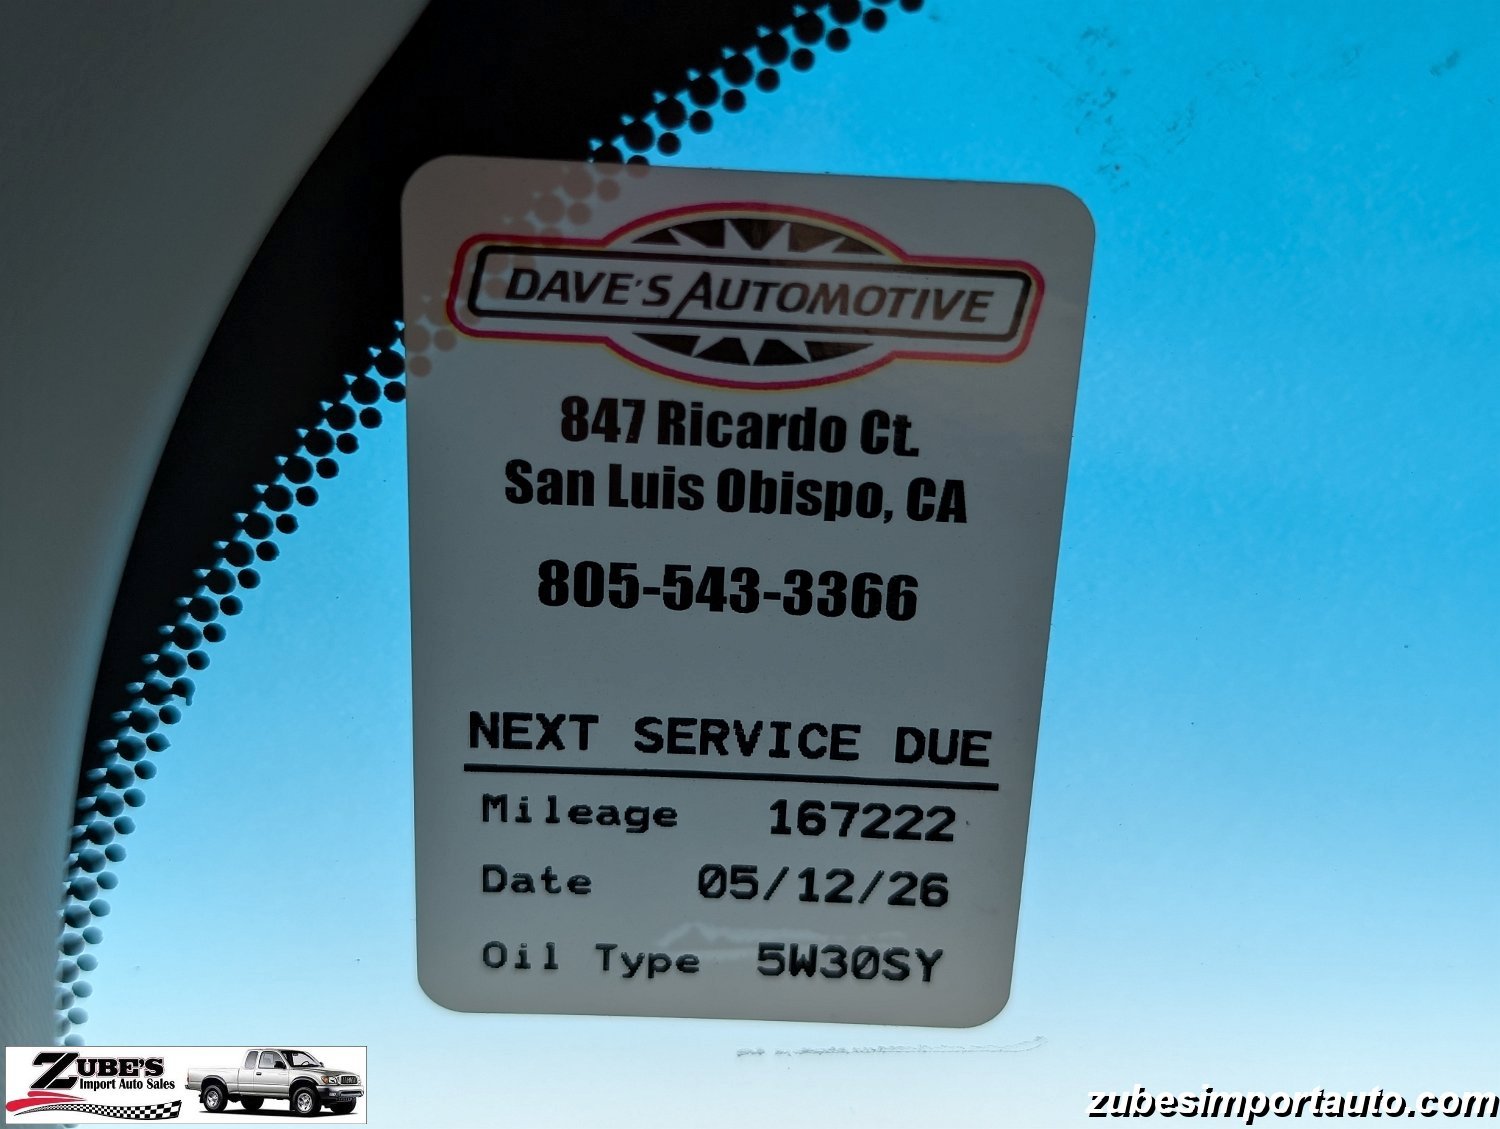 DAVE'S AUTOMOTIVE
847 Ricardo Ct.
San Luis Obispo, CA
805-543-3366
NEXT SERVICE DUE
Mileage 167222
Date 05/12/26
Oil Type 5W30SY
ZUBE'S
Import Auto Sales
zubesimportauto.com